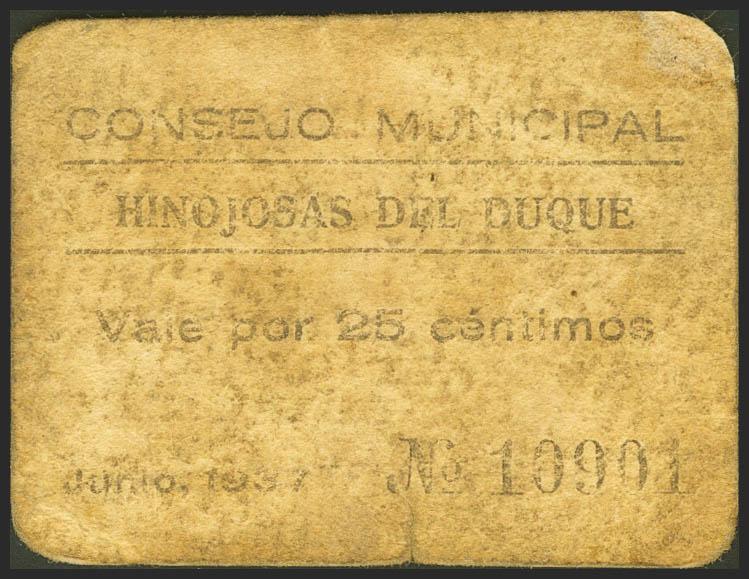 CONSEJO MUNICIPAL
HINOJOSAS DEL DUQUE
Vale por 25 céntimos
Junio, 1937 No 10901